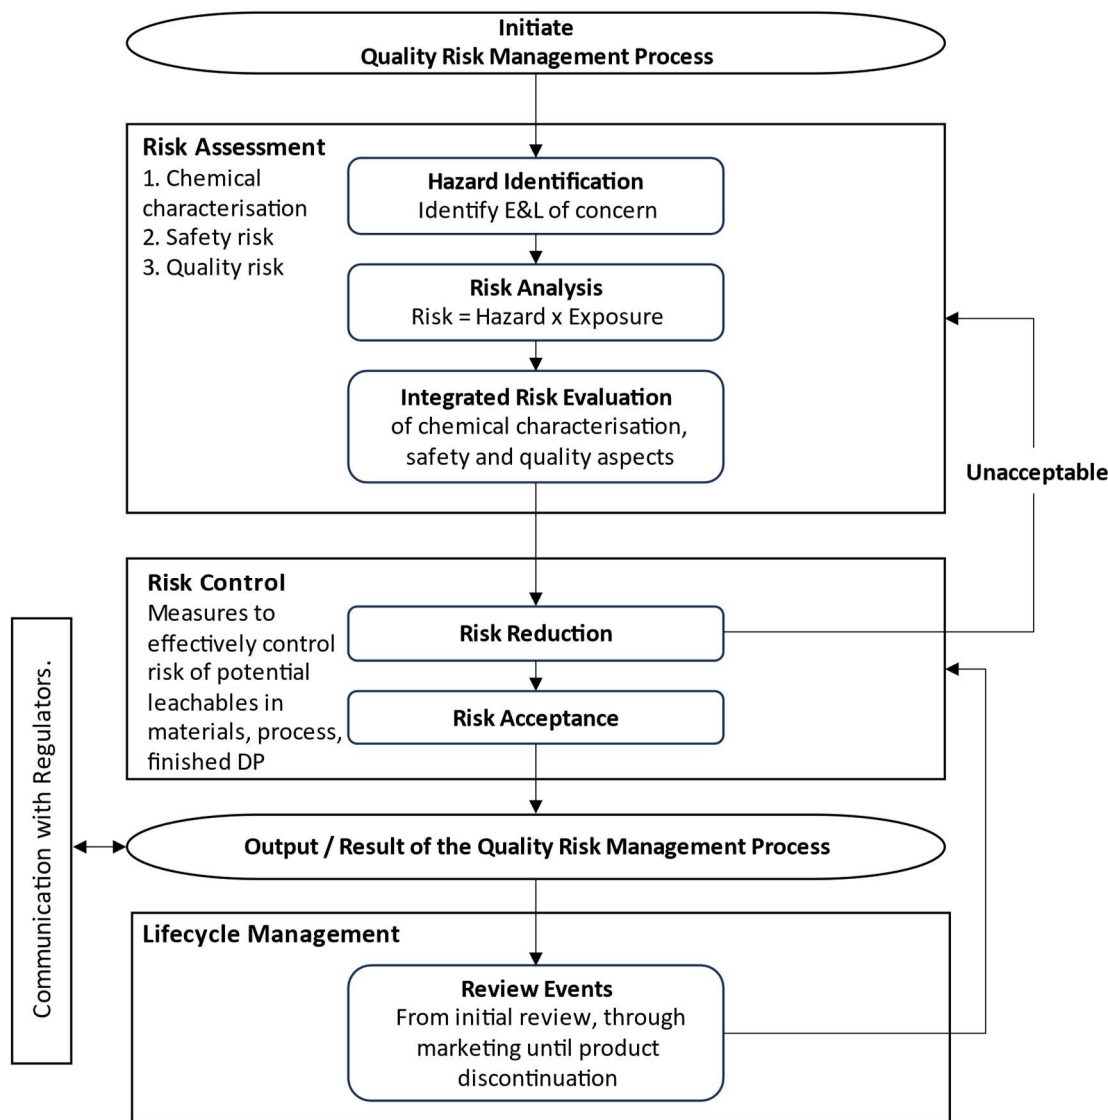 Initiate
Quality Risk Management Process
Risk Assessment
1. Chemical
characterisation
2. Safety risk
3. Quality risk
Hazard Identification
Identify E&L of concern
Risk Analysis
Risk = Hazard x Exposure
Integrated Risk Evaluation
of chemical characterisation,
safety and quality aspects
Unacceptable
Risk Control
Measures to
effectively control
risk of potential
leachables in
materials, process,
finished DP
Risk Reduction
Risk Acceptance
Communication with Regulators.
Output / Result of the Quality Risk Management Process
Lifecycle Management
Review Events
From initial review, through
marketing until product
discontinuation